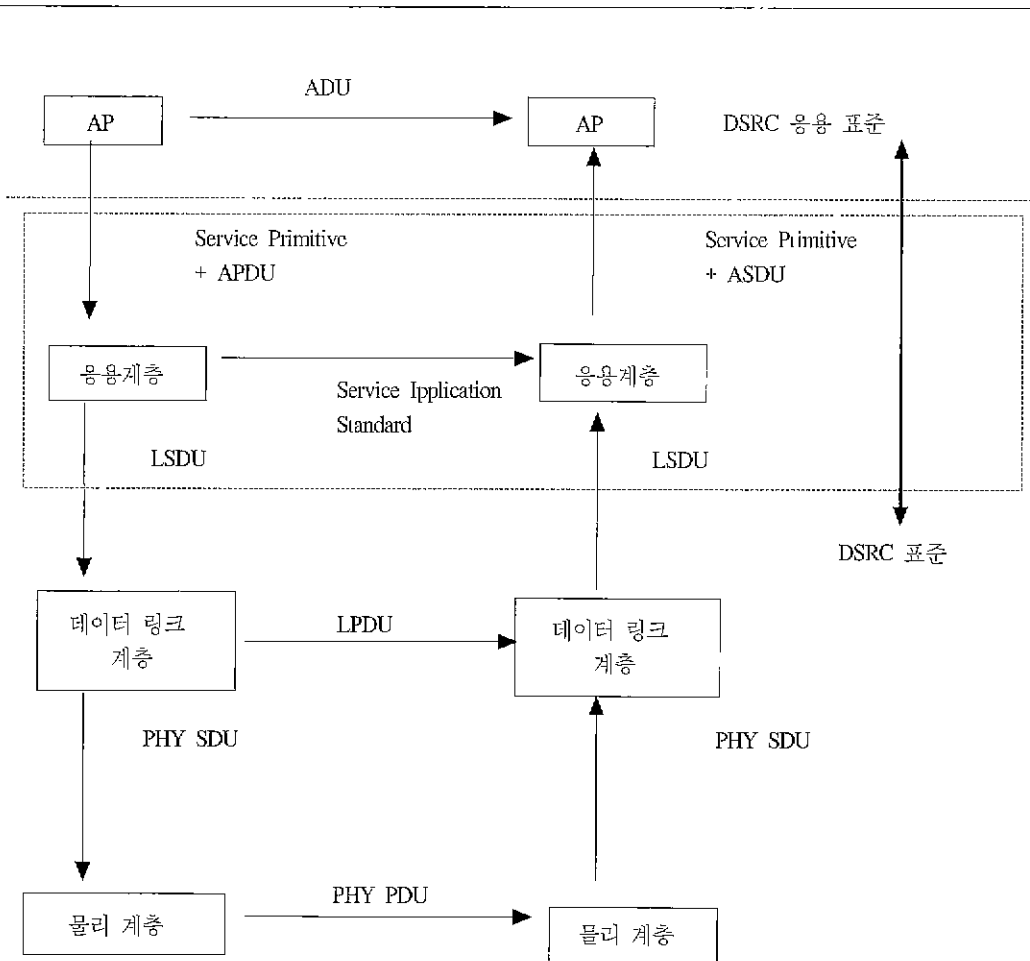 ADU
AP
AP
DSRC 응용 표준
Service Primitive
+ APDU
Service Primitive
+ ASDU
응용계층
응용계층
Service Ipplication
Standard
LSDU
LSDU
DSRC 표준
데이터 링크
계층
LPDU
데이터 링크
계층
PHY SDU
PHY SDU
물리 계층
PHY PDU
물리 계층